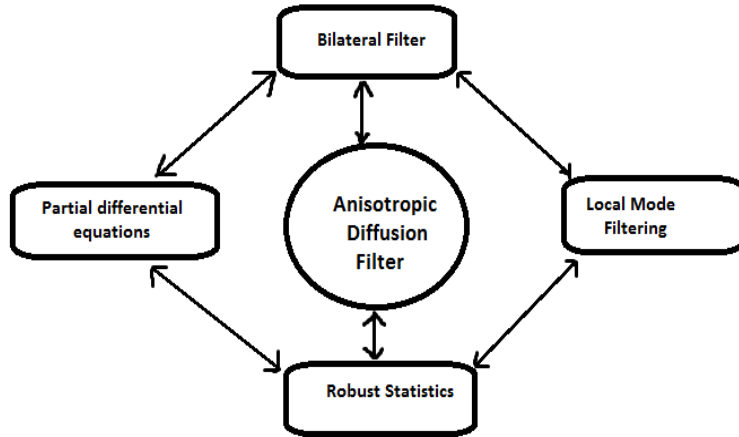 Bilateral Filter
Partial differential
equations
Anisotropic
Diffusion
Filter
Local Mode
Filtering
Robust Statistics